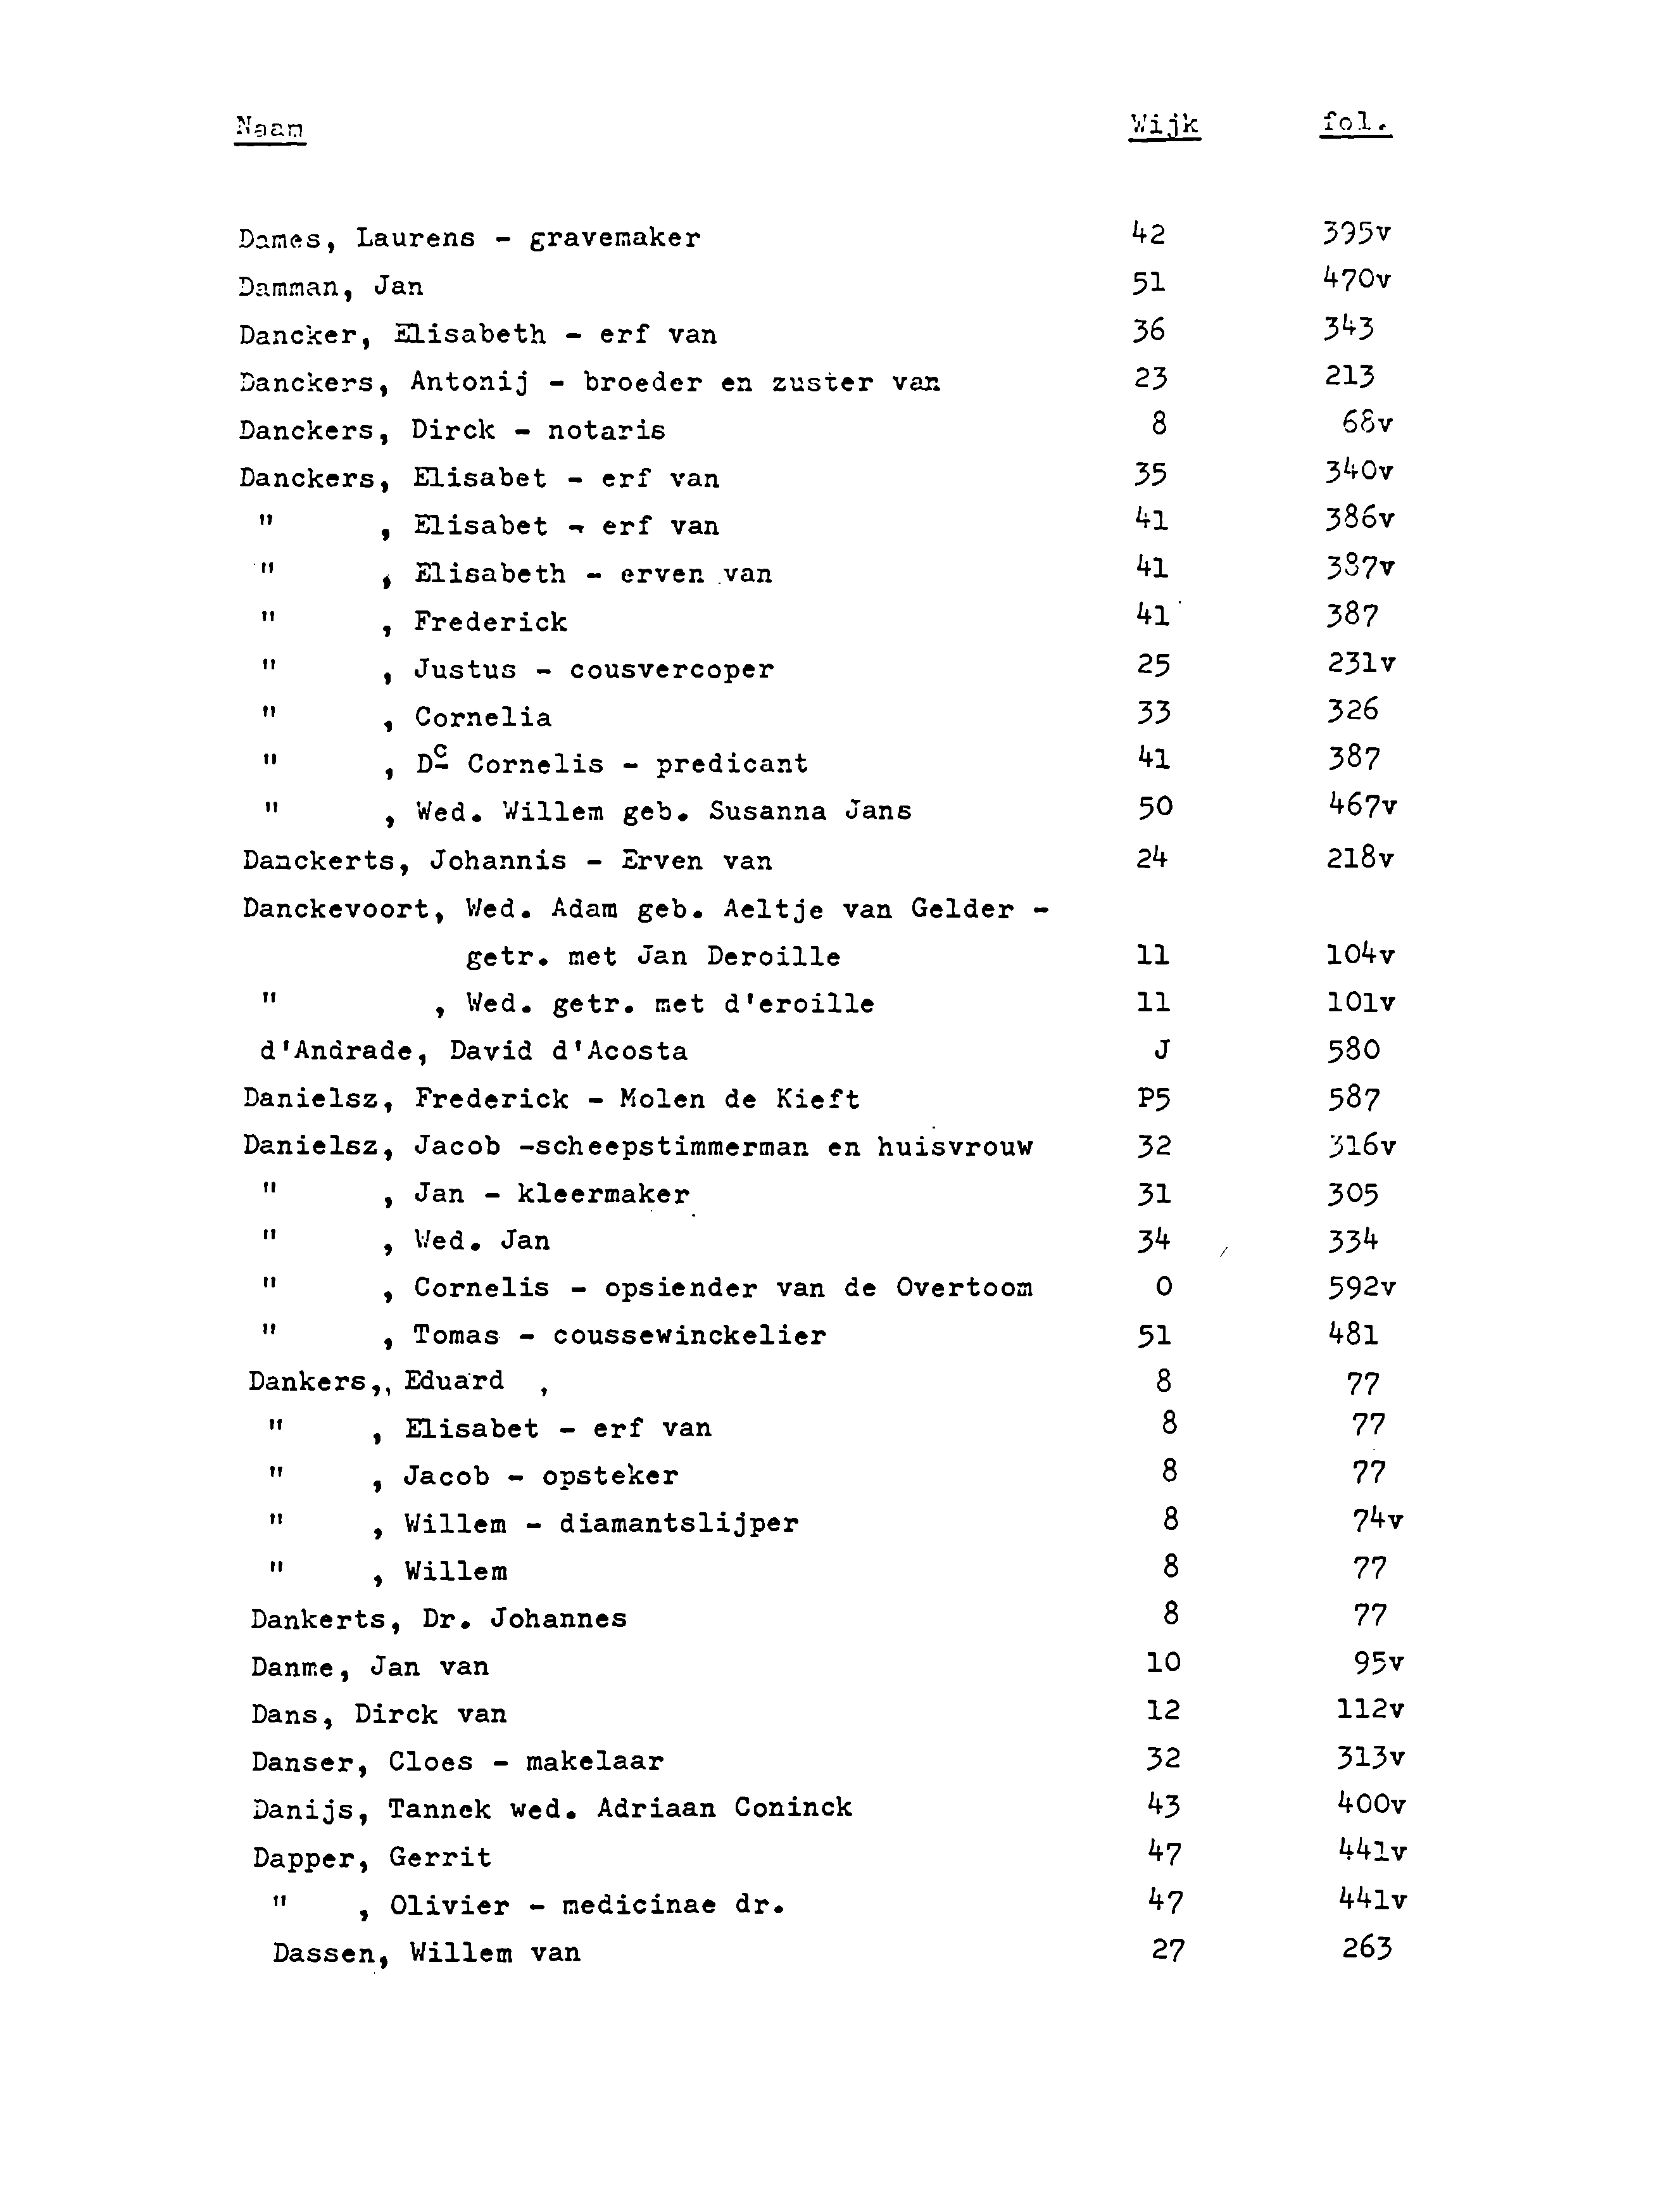 Naam Wijk fol.
Dames, Laurens - gravemaker 42 395v
Damman, Jan 51 470v
Dancker, Elisabeth - erf van 36 343
Danckers, Antonij - broeder en zuster van 23 213
Danckers, Dirck - notaris 8 68v
Danckers, Elisabet - erf van 35 340v
" , Elisabet - erf van 41 386v
" , Elisabeth - erven van 41 387v
" , Frederick 41 387
" , Justus - cousvercoper 25 231v
" , Cornelia 33 326
" , Dᶜ Cornelis - predicant 41 387
" , Wed. Willem geb. Susanna Jans 50 467v
Danckerts, Johannis - Erven van 24 218v
Danckevoort, Wed. Adam geb. Aeltje van Gelder -
getr. met Jan Deroille 11 104v
" , Wed. getr. met d'eroille 11 101v
d'Andrade, David d'Acosta J 580
Danielsz, Frederick - Molen de Kieft P5 587
Danielsz, Jacob -scheepstimmerman en huisvrouw 32 316v
" , Jan - kleermaker 31 305
" , Wed. Jan 34 334
" , Cornelis - opsiender van de Overtoom O 592v
" , Tomas - coussewinckelier 51 481
Dankers,, Eduard , 8 77
" , Elisabet - erf van 8 77
" , Jacob - opsteker 8 77
" , Willem - diamantslijper 8 74v
" , Willem 8 77
Dankerts, Dr. Johannes 8 77
Danme, Jan van 10 95v
Dans, Dirck van 12 112v
Danser, Cloes - makelaar 32 313v
Danijs, Tannek wed. Adriaan Coninck 43 400v
Dapper, Gerrit 47 441v
" , Olivier - medicinae dr. 47 441v
Dassen, Willem van 27 263